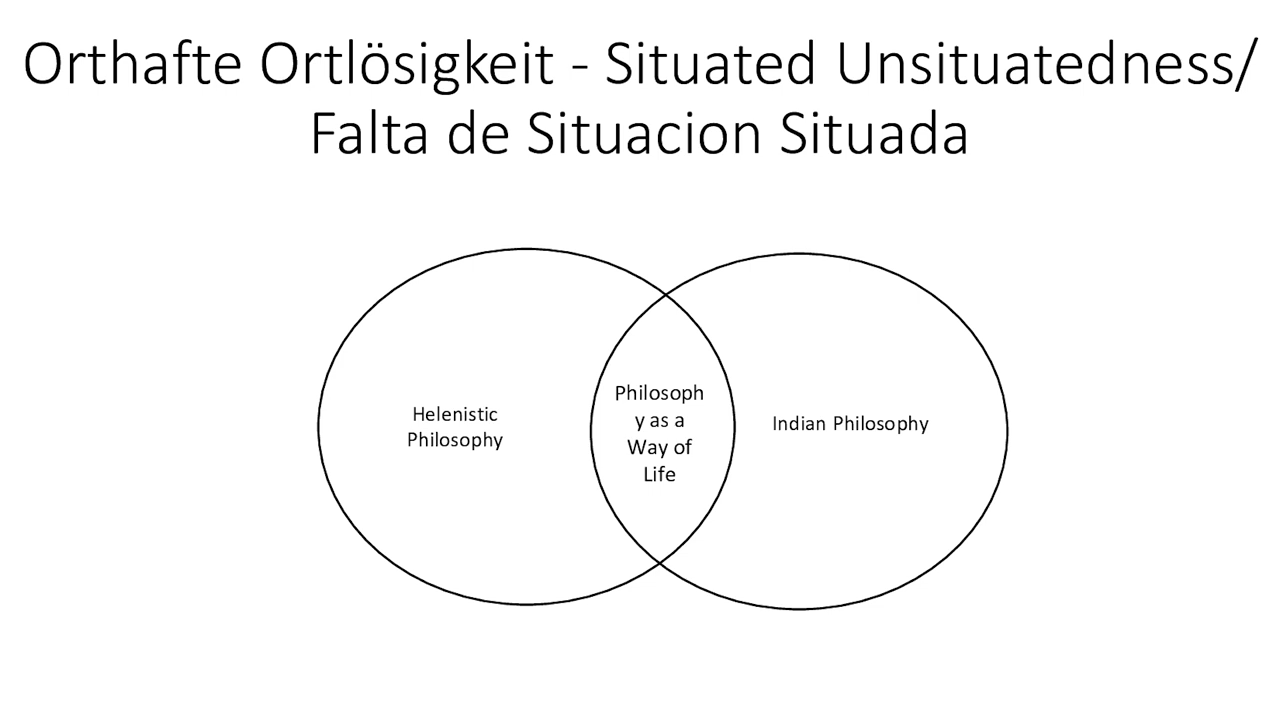 Orthafte Ortlösigkeit - Situated Unsituatedness/
Falta de Situacion Situada
Helenistic
Philosophy
Philosoph
y as a
Way of
Life
Indian Philosophy